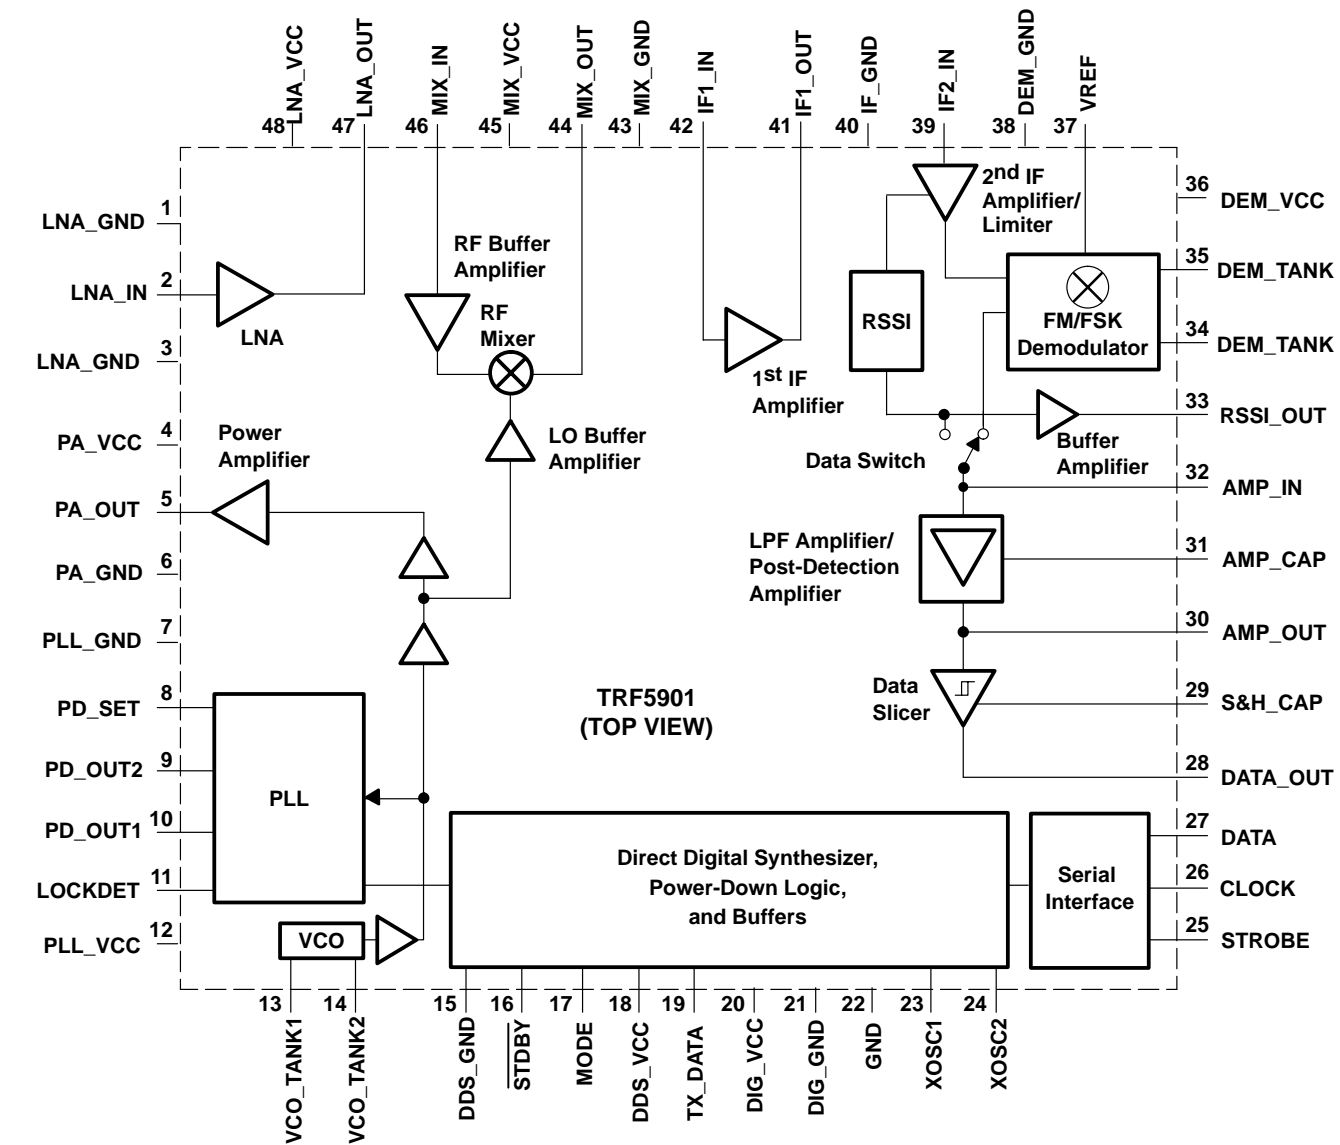 48 LNA_VCC
47 LNA_OUT
46 MIX_IN
45 MIX_VCC
44 MIX_OUT
43 MIX_GND
42 IF1_IN
41 IF1_OUT
40 IF_GND
39 IF2_IN
38 DEM_GND
37 VREF
1 LNA_GND
2 LNA_IN
3 LNA_GND
4 PA_VCC
5 PA_OUT
6 PA_GND
7 PLL_GND
8 PD_SET
9 PD_OUT2
10 PD_OUT1
11 LOCKDET
12 PLL_VCC
LNA
RF Buffer
Amplifier
RF
Mixer
LO Buffer
Amplifier
Power
Amplifier
1st IF
Amplifier
2nd IF
Amplifier/
Limiter
RSSI
FM/FSK
Demodulator
Data Switch
Buffer
Amplifier
LPF Amplifier/
Post-Detection
Amplifier
Data
Slicer
TRF5901
(TOP VIEW)
PLL
VCO
Direct Digital Synthesizer,
Power-Down Logic,
and Buffers
Serial
Interface
36 DEM_VCC
35 DEM_TANK
34 DEM_TANK
33 RSSI_OUT
32 AMP_IN
31 AMP_CAP
30 AMP_OUT
29 S&H_CAP
28 DATA_OUT
27 DATA
26 CLOCK
25 STROBE
13 VCO_TANK1
14 VCO_TANK2
15 DDS_GND
16 STDBY
17 MODE
18 DDS_VCC
19 TX_DATA
20 DIG_VCC
21 DIG_GND
22 GND
23 XOSC1
24 XOSC2